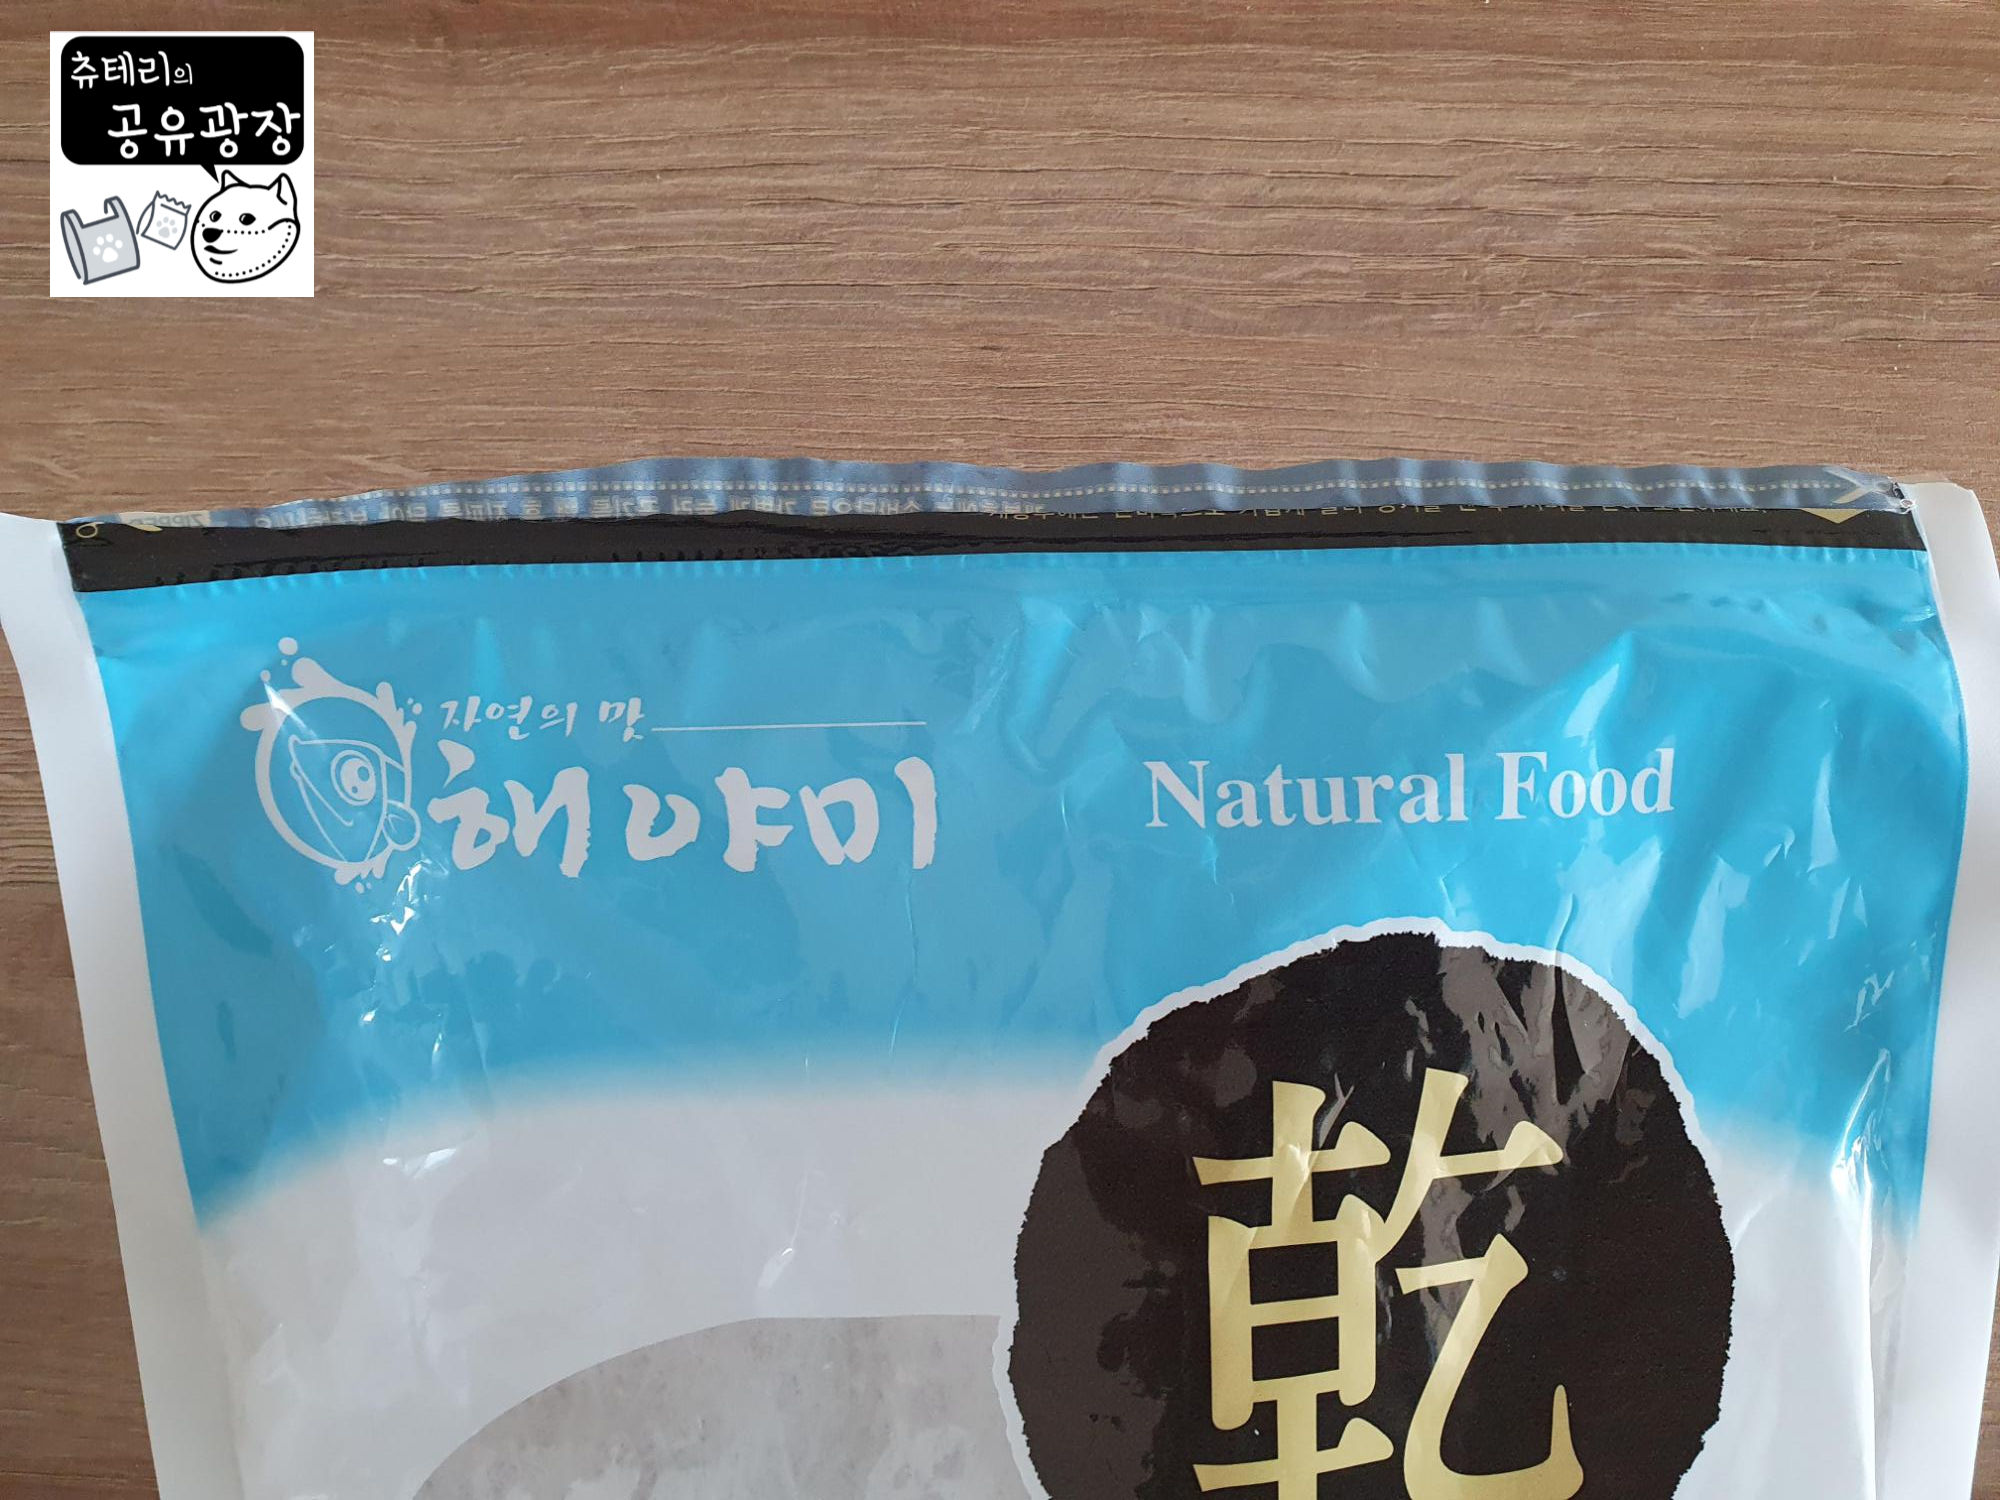 츄테리의
공유광장
자연의 맛
해야미
Natural Food
乾